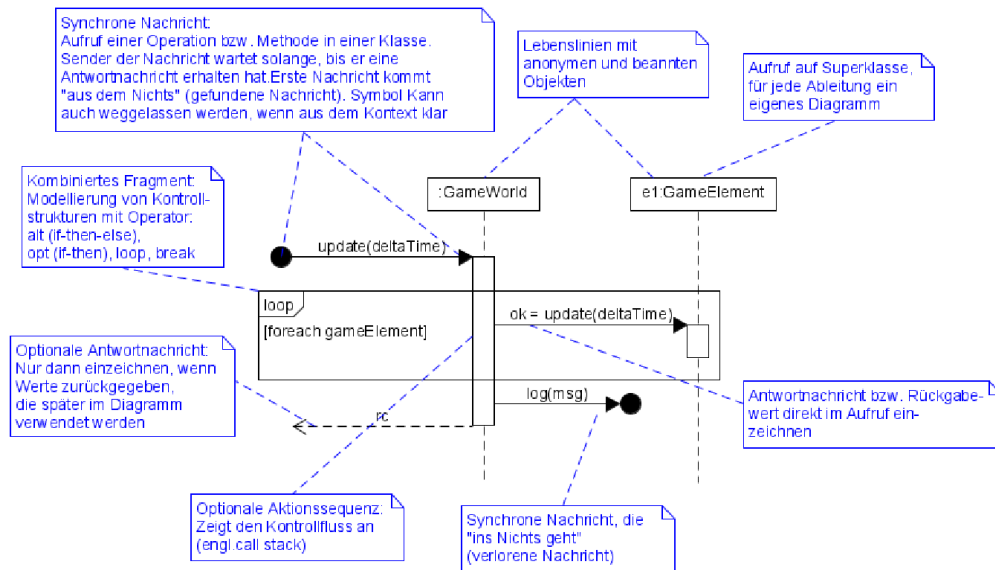 Synchrone Nachricht:
Aufruf einer Operation bzw. Methode in einer Klasse.
Sender der Nachricht wartet solange, bis er eine
Antwortnachricht erhalten hat.Erste Nachricht kommt
"aus dem Nichts" (gefundene Nachricht). Symbol Kann
auch weggelassen werden, wenn aus dem Kontext klar
Lebenslinien mit
anonymen und beannten
Objekten
Aufruf auf Superklasse,
für jede Ableitung ein
eigenes Diagramm
Kombiniertes Fragment:
Modellierung von Kontroll-
strukturen mit Operator:
alt (if-then-else),
opt (if-then), loop, break
:GameWorld
e1:GameElement
update(deltaTime)
loop
[foreach gameElement]
ok = update(deltaTime)
Optionale Antwortnachricht:
Nur dann einzeichnen, wenn
Werte zurückgegeben,
die später im Diagramm
verwendet werden
log(msg)
rc
Antwortnachricht bzw. Rückgabe-
wert direkt im Aufruf ein-
zeichnen
Optionale Aktionssequenz:
Zeigt den Kontrollfluss an
(engl.call stack)
Synchrone Nachricht, die
"ins Nichts geht"
(verlorene Nachricht)